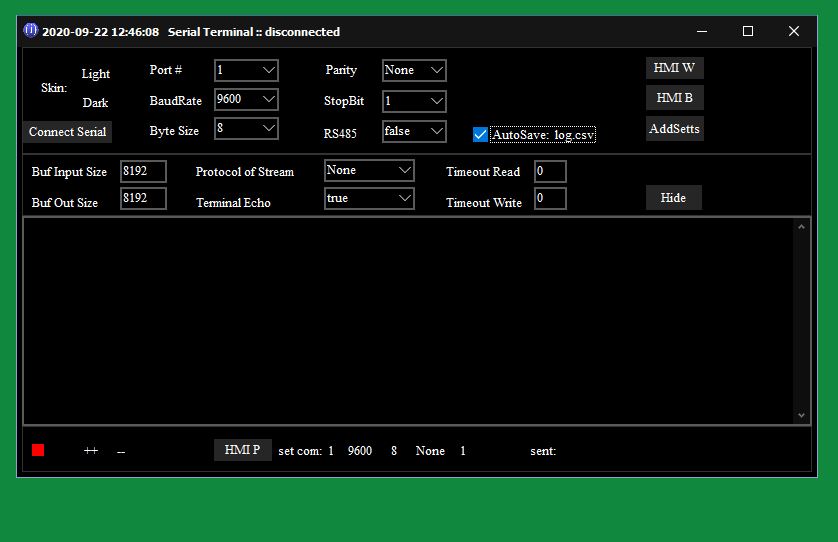 2020-09-22 12:46:08 Serial Terminal :: disconnected
Skin:
Light
Dark
Connect Serial
Port # 1
BaudRate 9600
Byte Size 8
Parity None
StopBit 1
RS485 false
AutoSave: log.csv
HMI W
HMI B
AddSetts
Buf Input Size 8192 Protocol of Stream None Timeout Read 0
Buf Out Size 8192 Terminal Echo true Timeout Write 0 Hide
++ -- HMI P set com: 1 9600 8 None 1 sent: